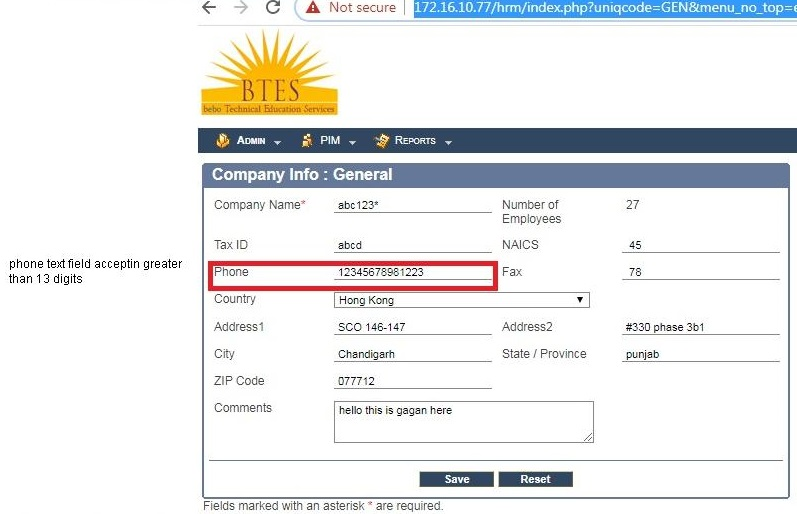 Not secure 172.16.10.77/hrm/index.php?uniqcode=GEN&menu_no_top=e
BTES
bebo Technical Education Services
ADMIN PIM REPORTS
Company Info : General
Company Name* abc123* Number of Employees 27
Tax ID abcd NAICS 45
phone text field acceptin greater
than 13 digits
Phone 12345678981223 Fax 78
Country Hong Kong
Address1 SCO 146-147 Address2 #330 phase 3b1
City Chandigarh State / Province punjab
ZIP Code 077712
Comments hello this is gagan here
Save Reset
Fields marked with an asterisk * are required.